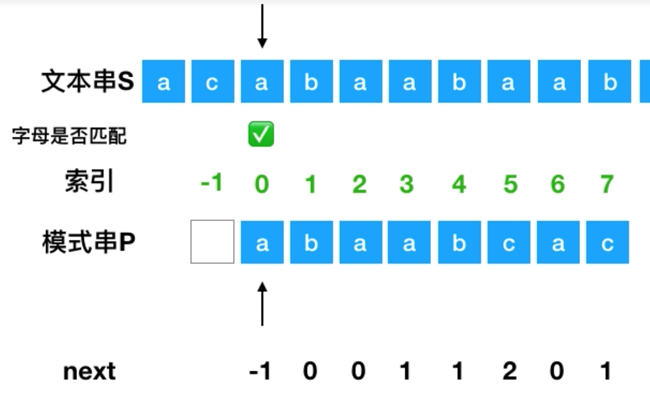 文本串S a c a b a a b a a b
字母是否匹配
索引 -1 0 1 2 3 4 5 6 7
模式串P a b a a b c a c
next -1 0 0 1 1 2 0 1